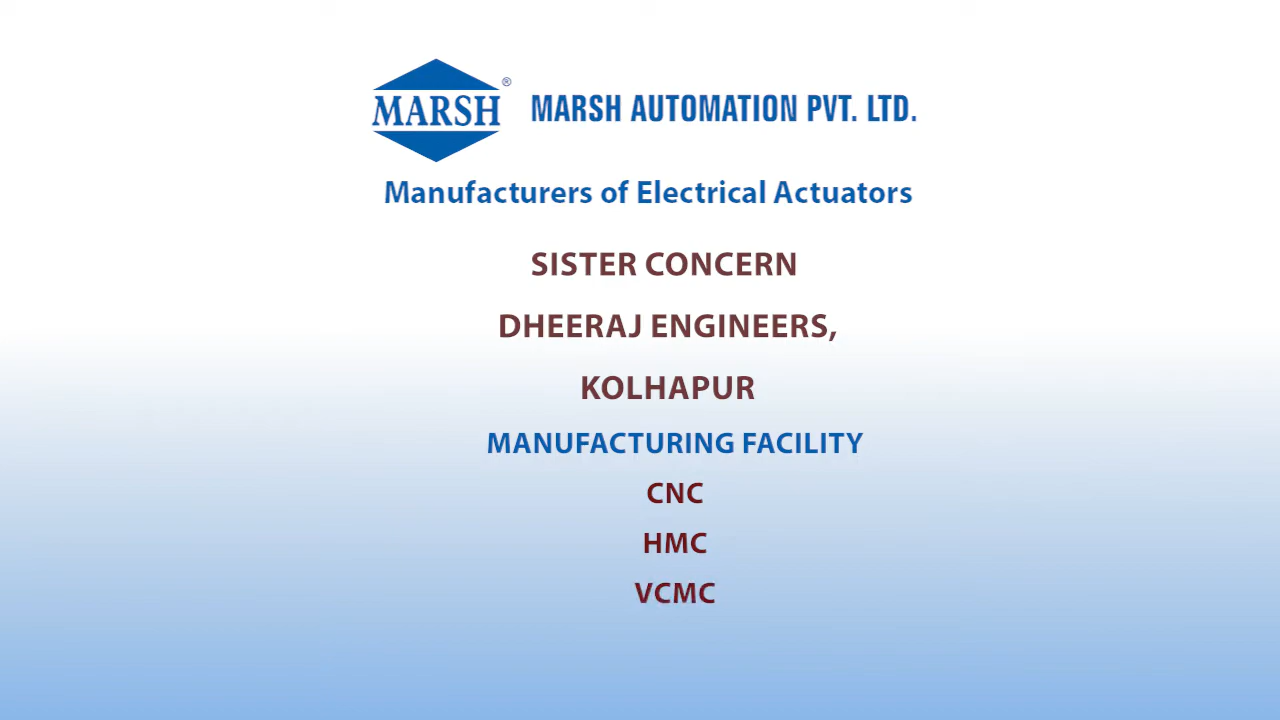 MARSH ® MARSH AUTOMATION PVT. LTD.
Manufacturers of Electrical Actuators
SISTER CONCERN
DHEERAJ ENGINEERS,
KOLHAPUR
MANUFACTURING FACILITY
CNC
HMC
VCMC